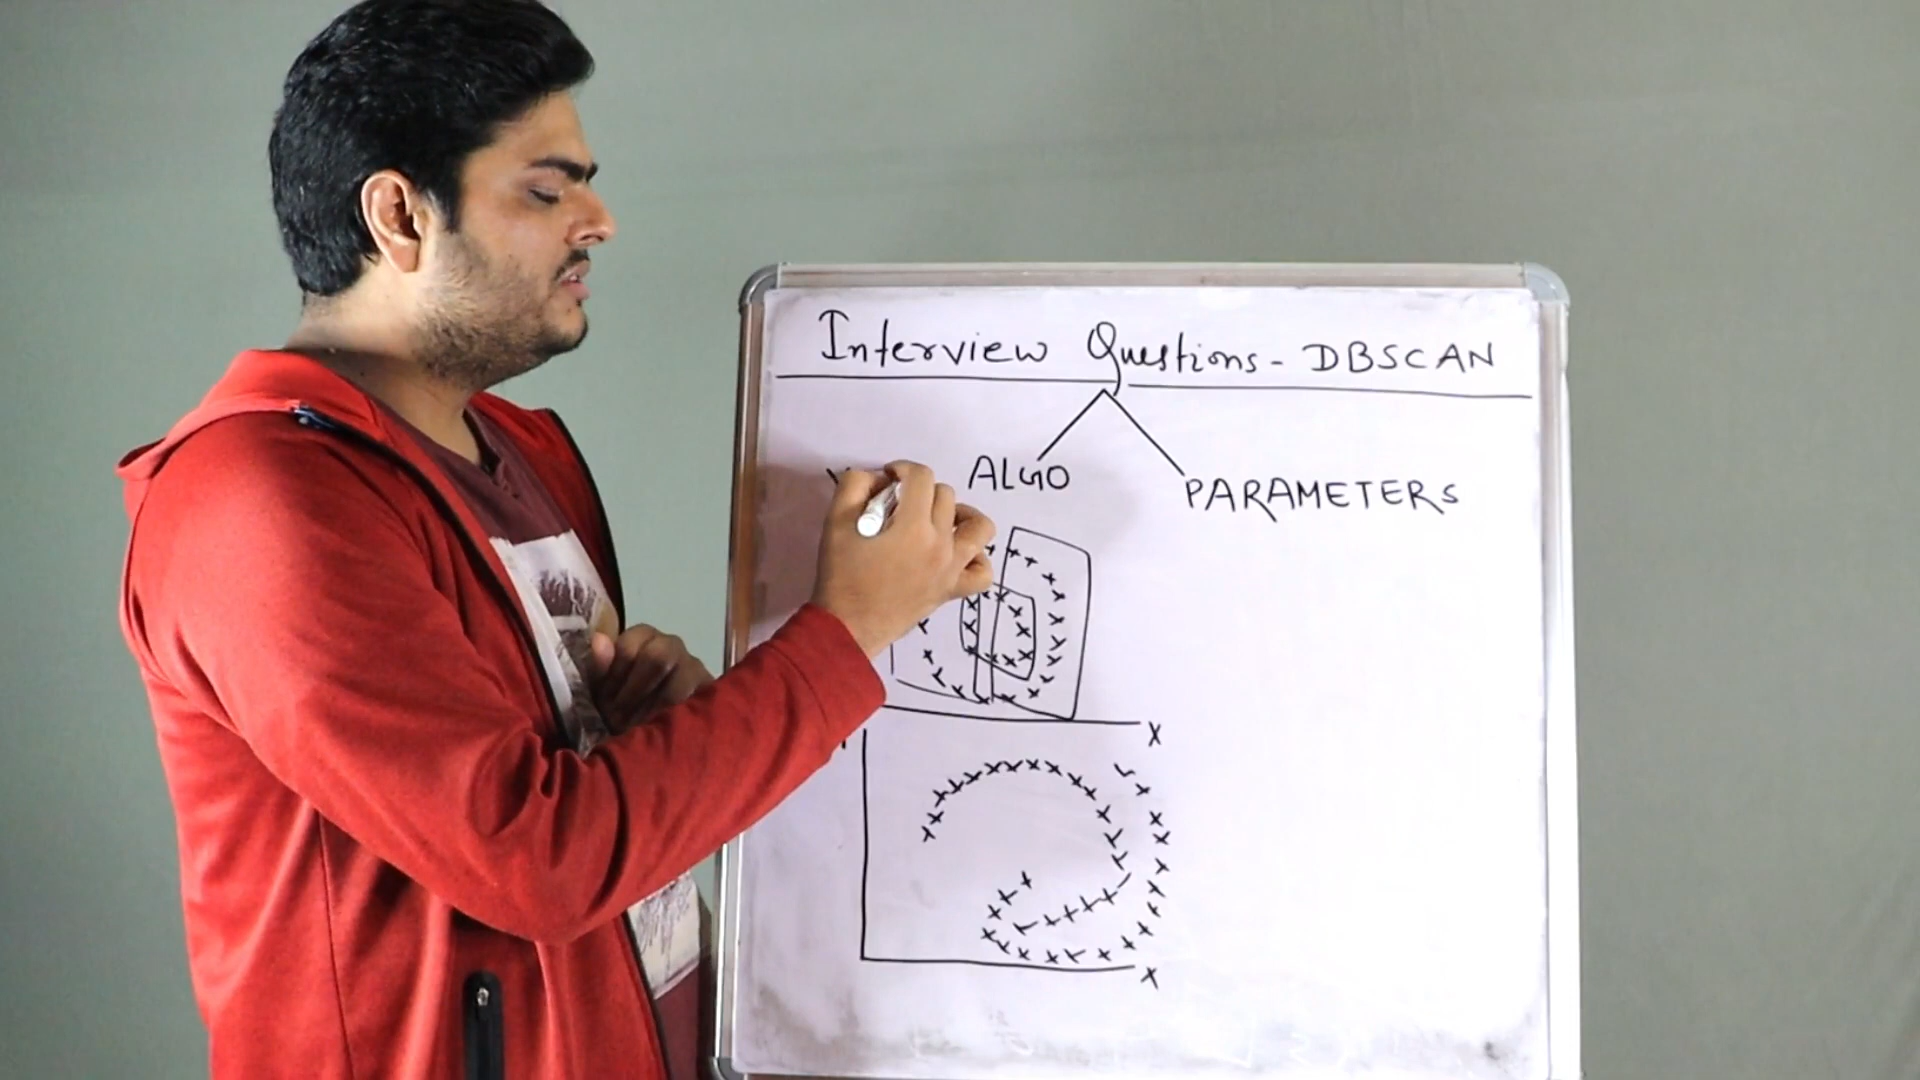 Interview Questions - DBSCAN
ALGO
PARAMETERS
X
X